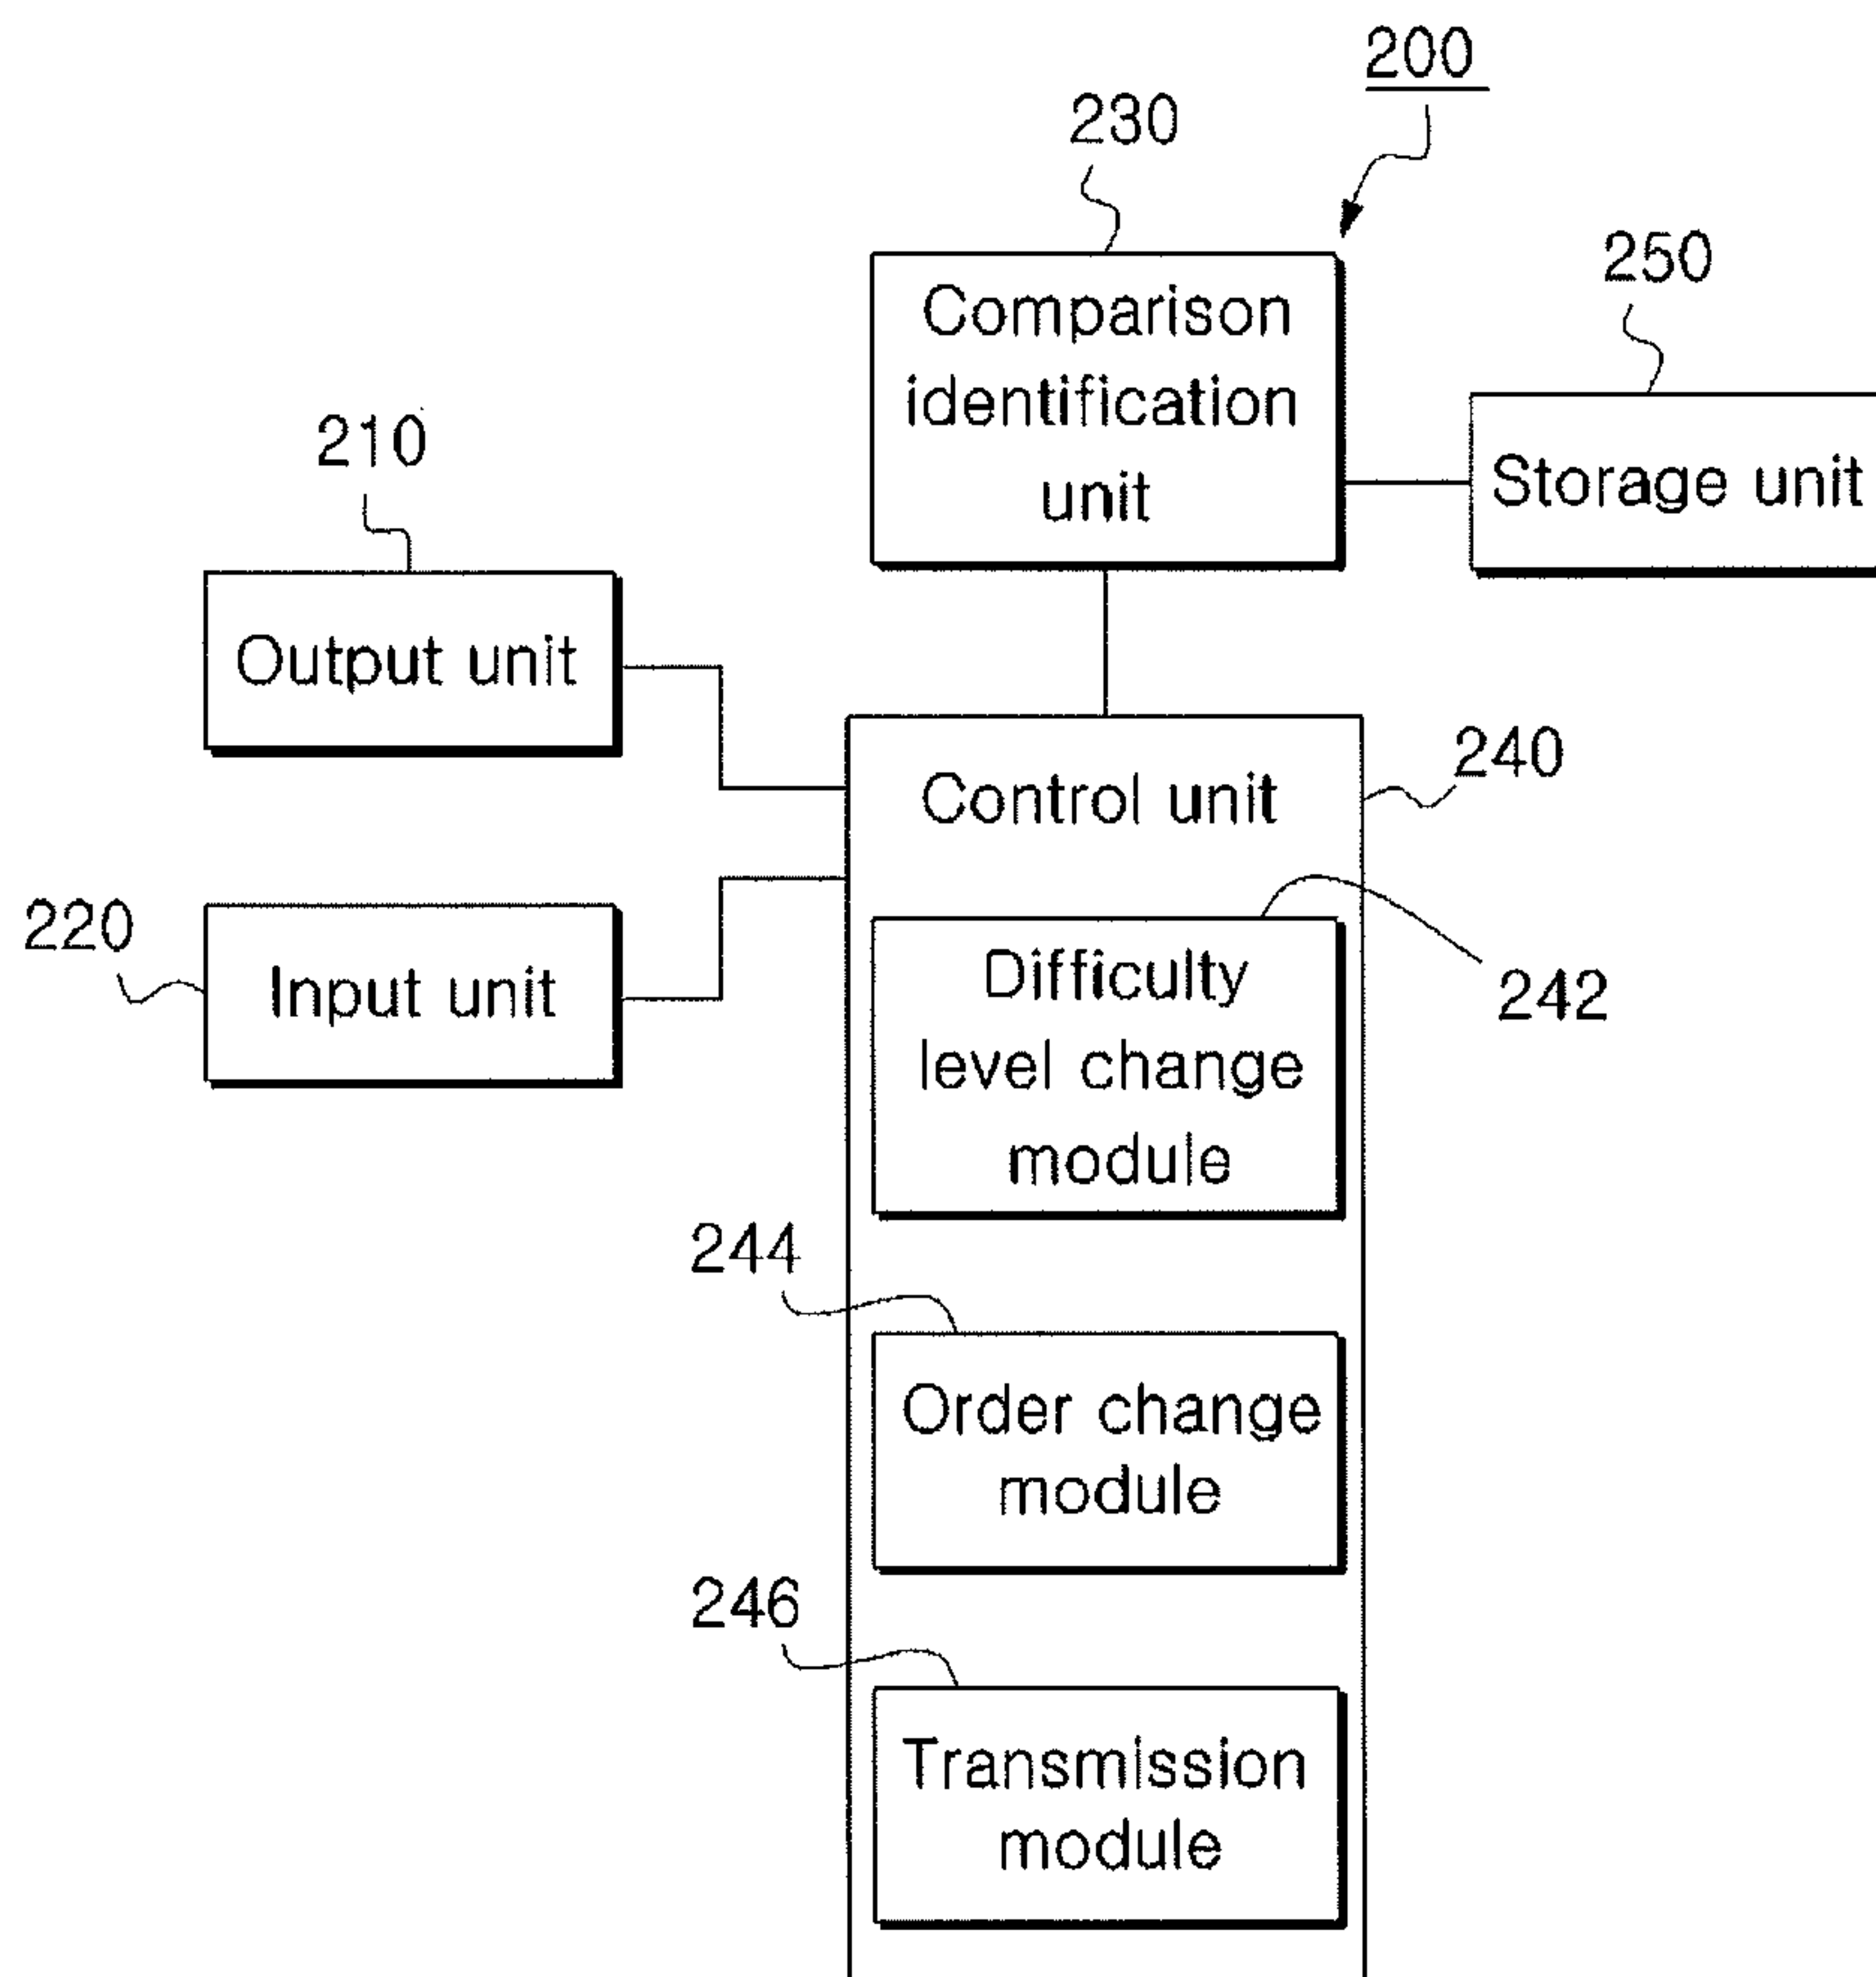 200
230
Comparison
identification
unit
250
Storage unit
210
Output unit
240
Control unit
220
Input unit
242
Difficulty
level change
module
244
Order change
module
246
Transmission
module